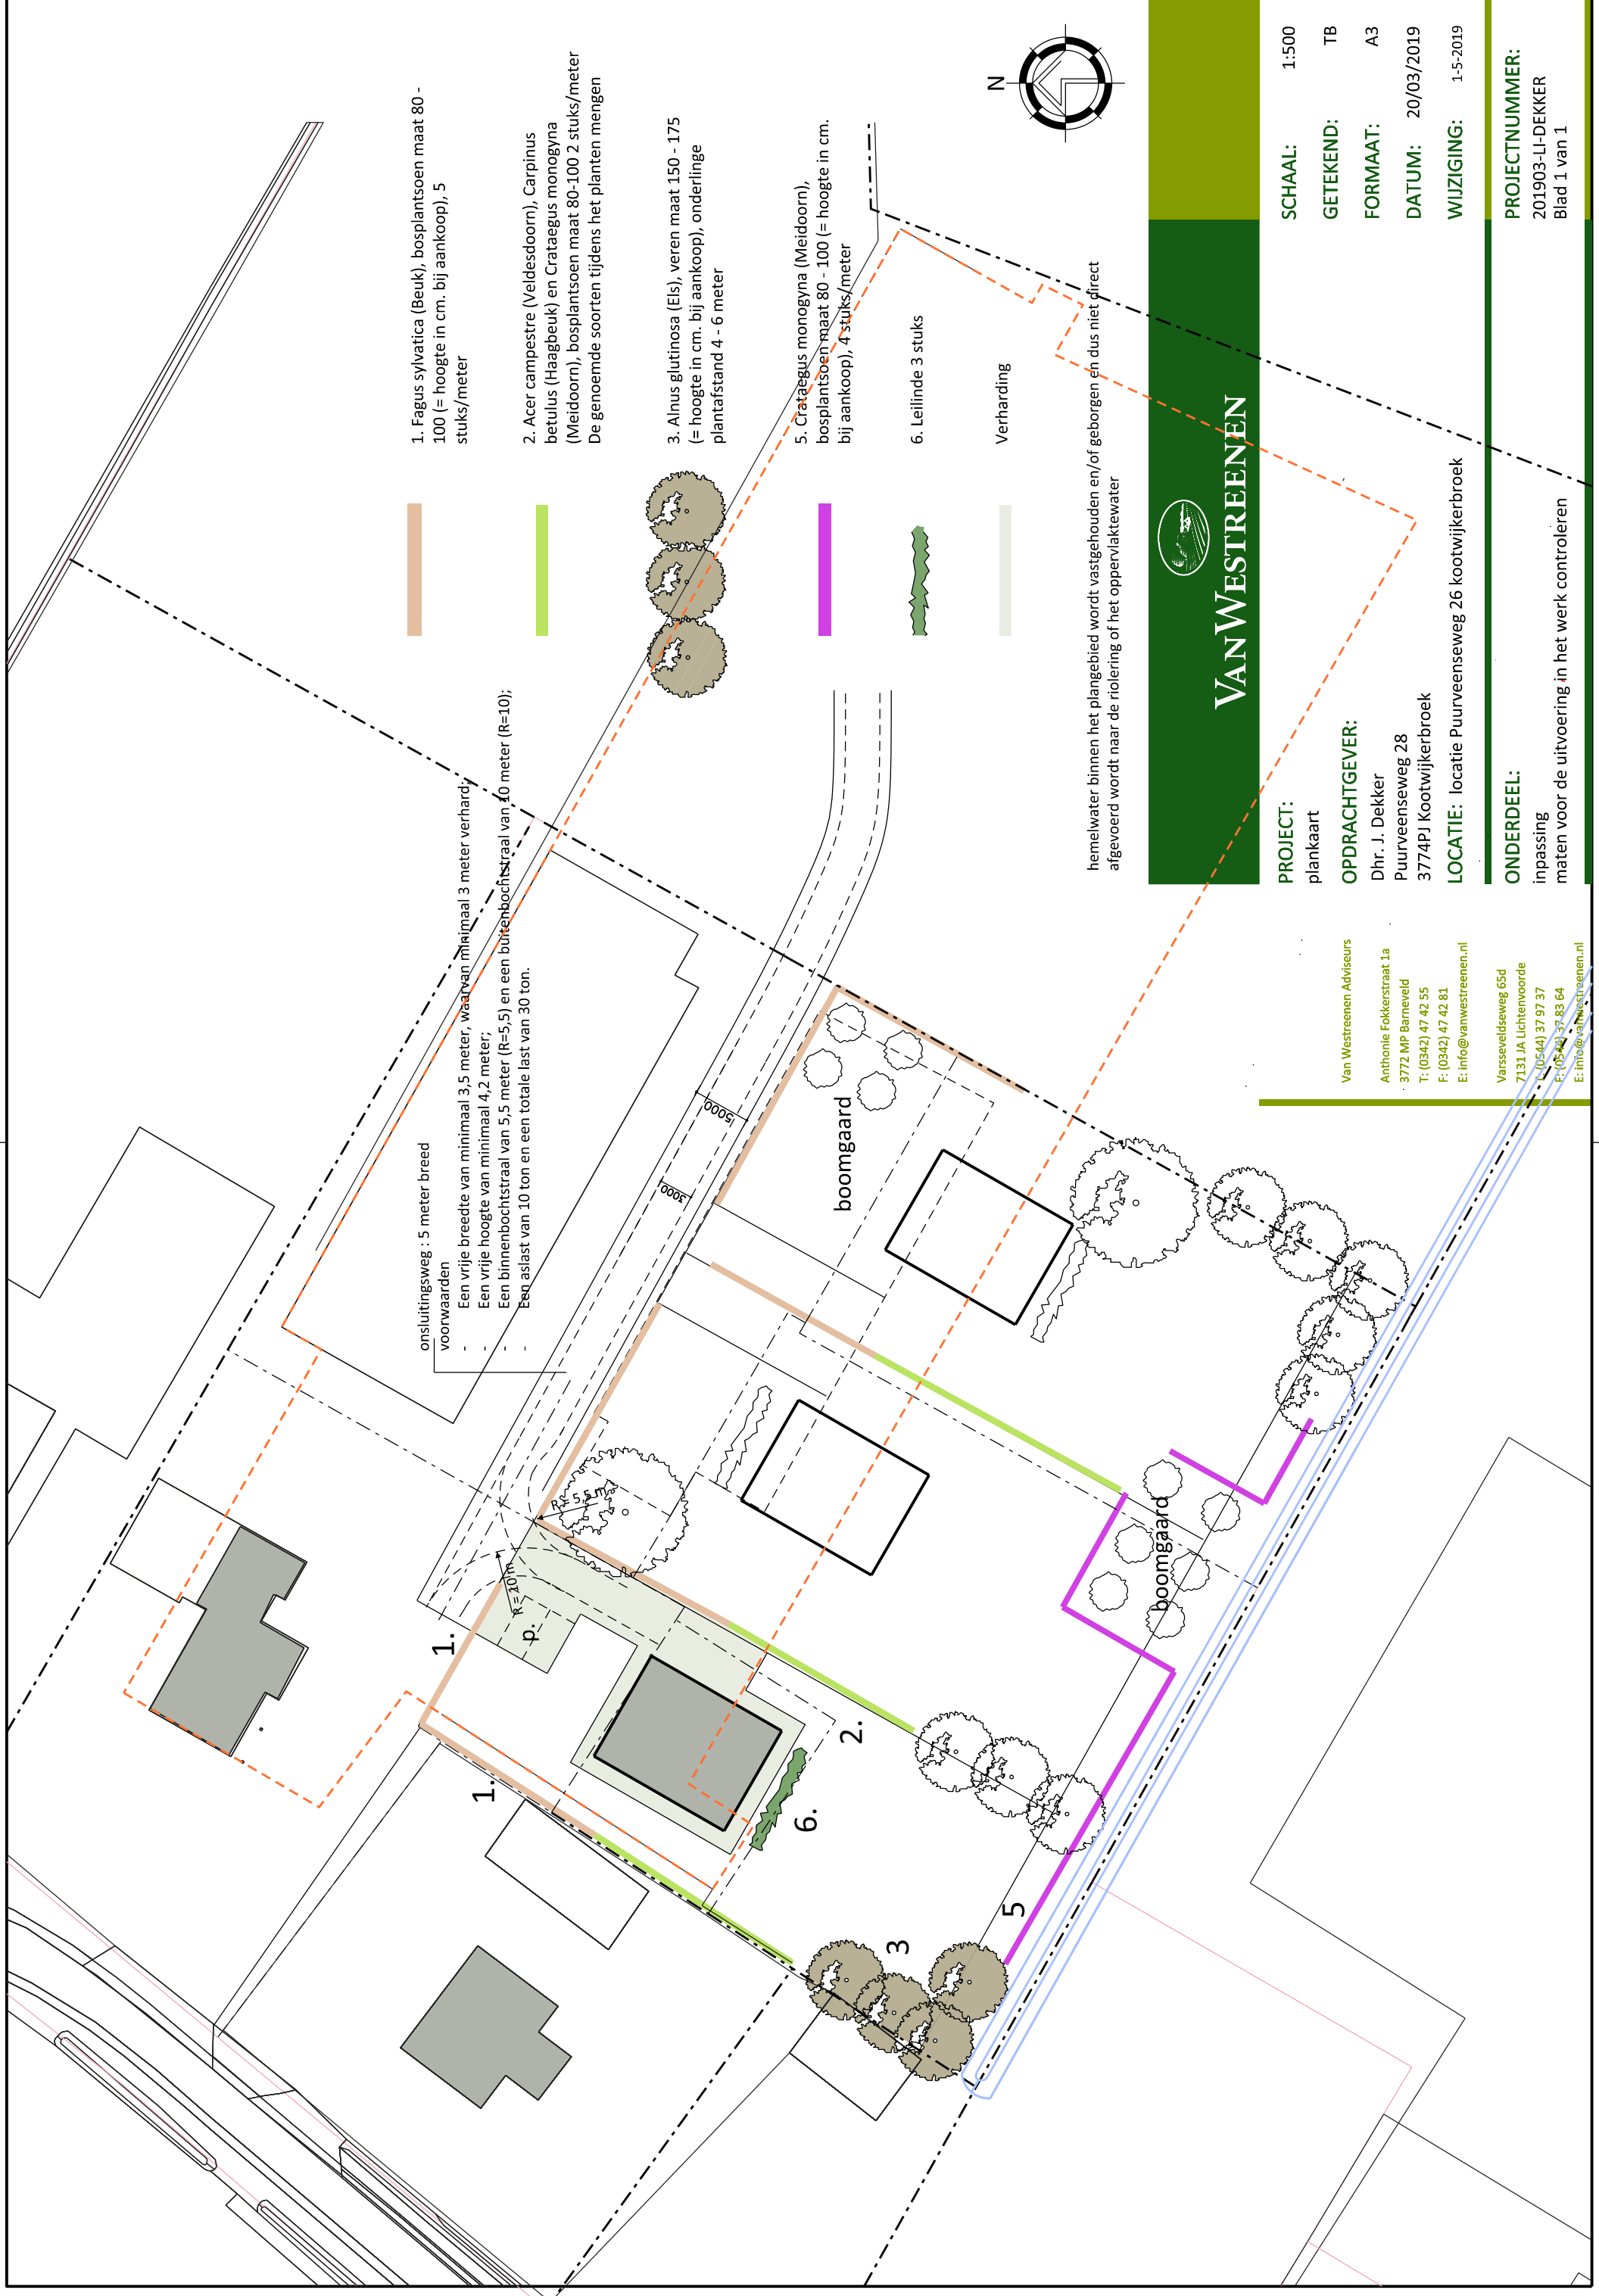 onsluitingsweg : 5 meter breed
voorwaarden
- Een vrije breedte van minimaal 3,5 meter, waarvan minimaal 3 meter verhard;
- Een vrije hoogte van minimaal 4,2 meter;
- Een binnenbochtstraal van 5,5 meter (R=5,5) en een buitenbochtstraal van 10 meter (R=10);
- Een aslast van 10 ton en een totale last van 30 ton.
1. Fagus sylvatica (Beuk), bosplantsoen maat 80 -
100 (= hoogte in cm. bij aankoop), 5
stuks/meter
2. Acer campestre (Veldesdoorn), Carpinus
betulus (Haagbeuk) en Crataegus monogyna
(Meidoorn), bosplantsoen maat 80-100 2 stuks/meter
De genoemde soorten tijdens het planten mengen
3. Alnus glutinosa (Els), veren maat 150 - 175
(= hoogte in cm. bij aankoop), onderlinge
plantafstand 4 - 6 meter
5. Crataegus monogyna (Meidoorn),
bosplantsoen maat 80 - 100 (= hoogte in cm.
bij aankoop), 4 stuks/meter
6. Leilinde 3 stuks
Verharding
hemelwater binnen het plangebied wordt vastgehouden en/of geborgen en dus niet direct
afgevoerd wordt naar de riolering of het oppervlaktewater
N
1.
1.
p.
R = 10 m
R = 5,5 m
3000
5000
boomgaard
boomgaard
2.
6.
3
5
VANWESTREENEN
PROJECT:
plankaart
OPDRACHTGEVER:
Dhr. J. Dekker
Puurveenseweg 28
3774PJ Kootwijkerbroek
LOCATIE: locatie Puurveenseweg 26 kootwijkerbroek
ONDERDEEL:
inpassing
maten voor de uitvoering in het werk controleren
SCHAAL: 1:500
GETEKEND: TB
FORMAAT: A3
DATUM: 20/03/2019
WIJZIGING: 1-5-2019
PROJECTNUMMER:
201903-LI-DEKKER
Blad 1 van 1
Van Westreenen Adviseurs
Anthonie Fokkerstraat 1a
3772 MP Barneveld
T: (0342) 47 42 55
F: (0342) 47 42 81
E: info@vanwestreenen.nl
Varsseveldseweg 65d
7131 JA Lichtenvoorde
T: (0544) 37 97 37
F: (0544) 37 83 64
E: info@vanwestreenen.nl